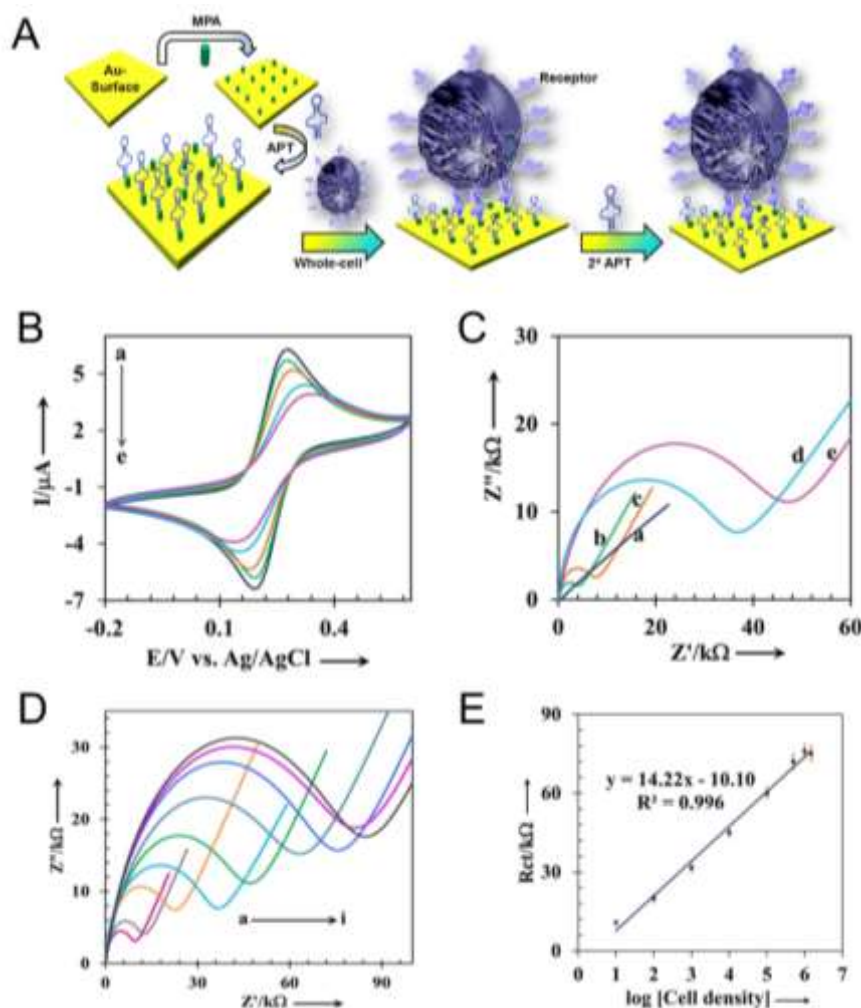 A
MPA
Au-
Surface
APT
Receptor
Whole-cell
2º APT
B
a
e
I/μA
5
2
-1
-4
-7
-0.2
0.1
0.4
E/V vs. Ag/AgCl
C
Z''/kΩ
30
20
10
0
d
e
c
b
a
0
20
40
60
Z'/kΩ
D
Z''/kΩ
30
20
10
0
a
i
0
30
60
90
Z'/kΩ
E
Rct/kΩ
90
60
30
0
y = 14.22x - 10.10
R² = 0.996
0
1
2
3
4
5
6
7
log [Cell density]